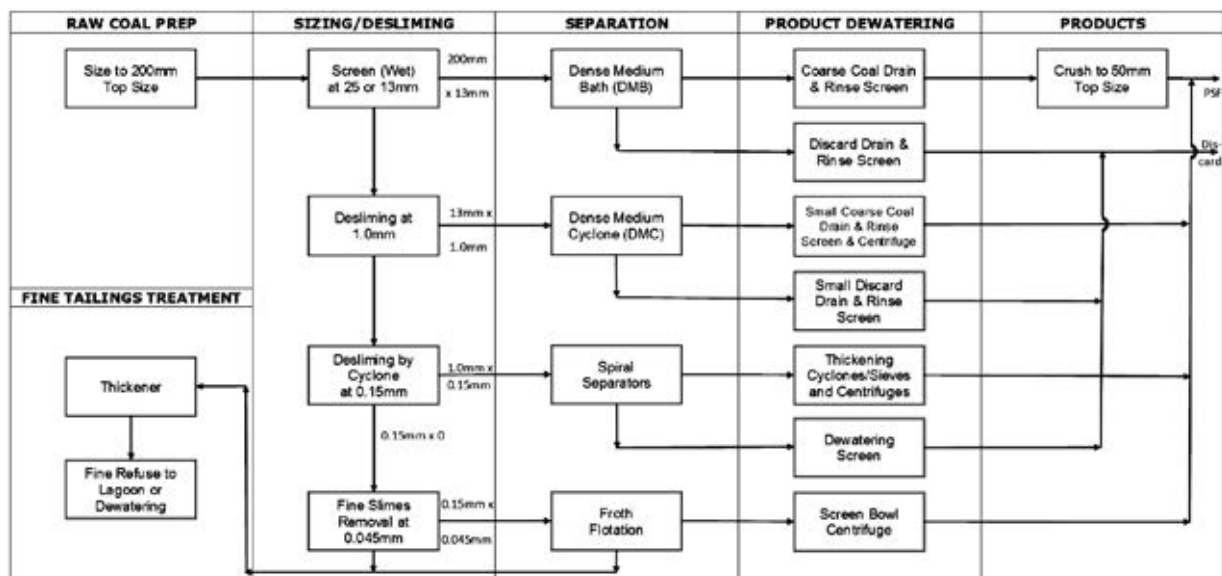 RAW COAL PREP
SIZING/DESLIMING
SEPARATION
PRODUCT DEWATERING
PRODUCTS
Size to 200mm
Top Size
Screen (Wet)
at 25 or 13mm
200mm
x 13mm
Dense Medium
Bath (DMB)
Coarse Coal Drain
& Rinse Screen
Crush to 50mm
Top Size
PSF
Discard Drain &
Rinse Screen
Dis-
card
Desliming at
1.0mm
13mm x
1.0mm
Dense Medium
Cyclone (DMC)
Small Coarse Coal
Drain & Rinse
Screen & Centrifuge
FINE TAILINGS TREATMENT
Small Discard
Drain & Rinse
Screen
Thickener
Desliming by
Cyclone
at 0.15mm
1.0mm x
0.15mm
Spiral
Separators
Thickening
Cyclones/Sieves
and Centrifuges
0.15mm x 0
Dewatering
Screen
Fine Refuse to
Lagoon or
Dewatering
Fine Slimes
Removal at
0.045mm
0.15mm x
0.045mm
Froth
Flotation
Screen Bowl
Centrifuge